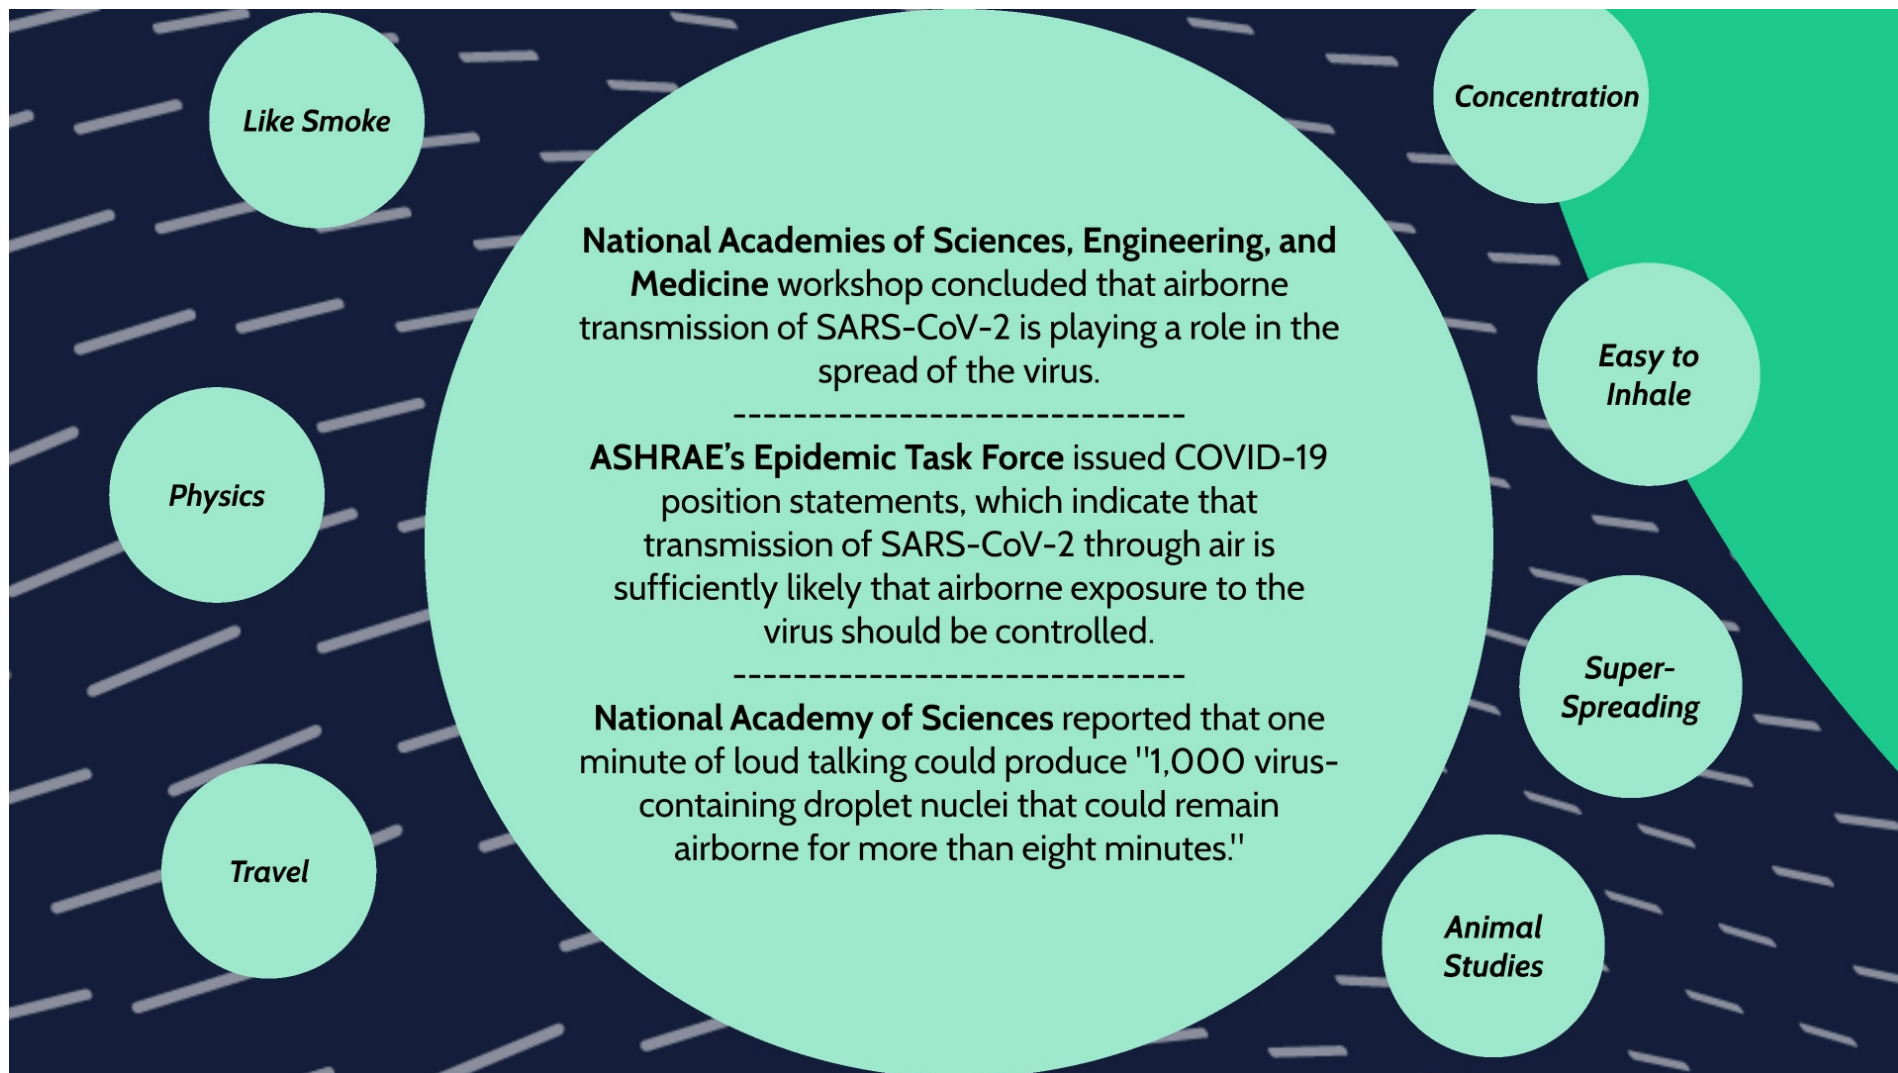 Like Smoke
Physics
Travel
National Academies of Sciences, Engineering, and
Medicine workshop concluded that airborne
transmission of SARS-CoV-2 is playing a role in the
spread of the virus.
------------------------------
ASHRAE’s Epidemic Task Force issued COVID-19
position statements, which indicate that
transmission of SARS-CoV-2 through air is
sufficiently likely that airborne exposure to the
virus should be controlled.
------------------------------
National Academy of Sciences reported that one
minute of loud talking could produce "1,000 virus-
containing droplet nuclei that could remain
airborne for more than eight minutes."
Concentration
Easy to
Inhale
Super-
Spreading
Animal
Studies